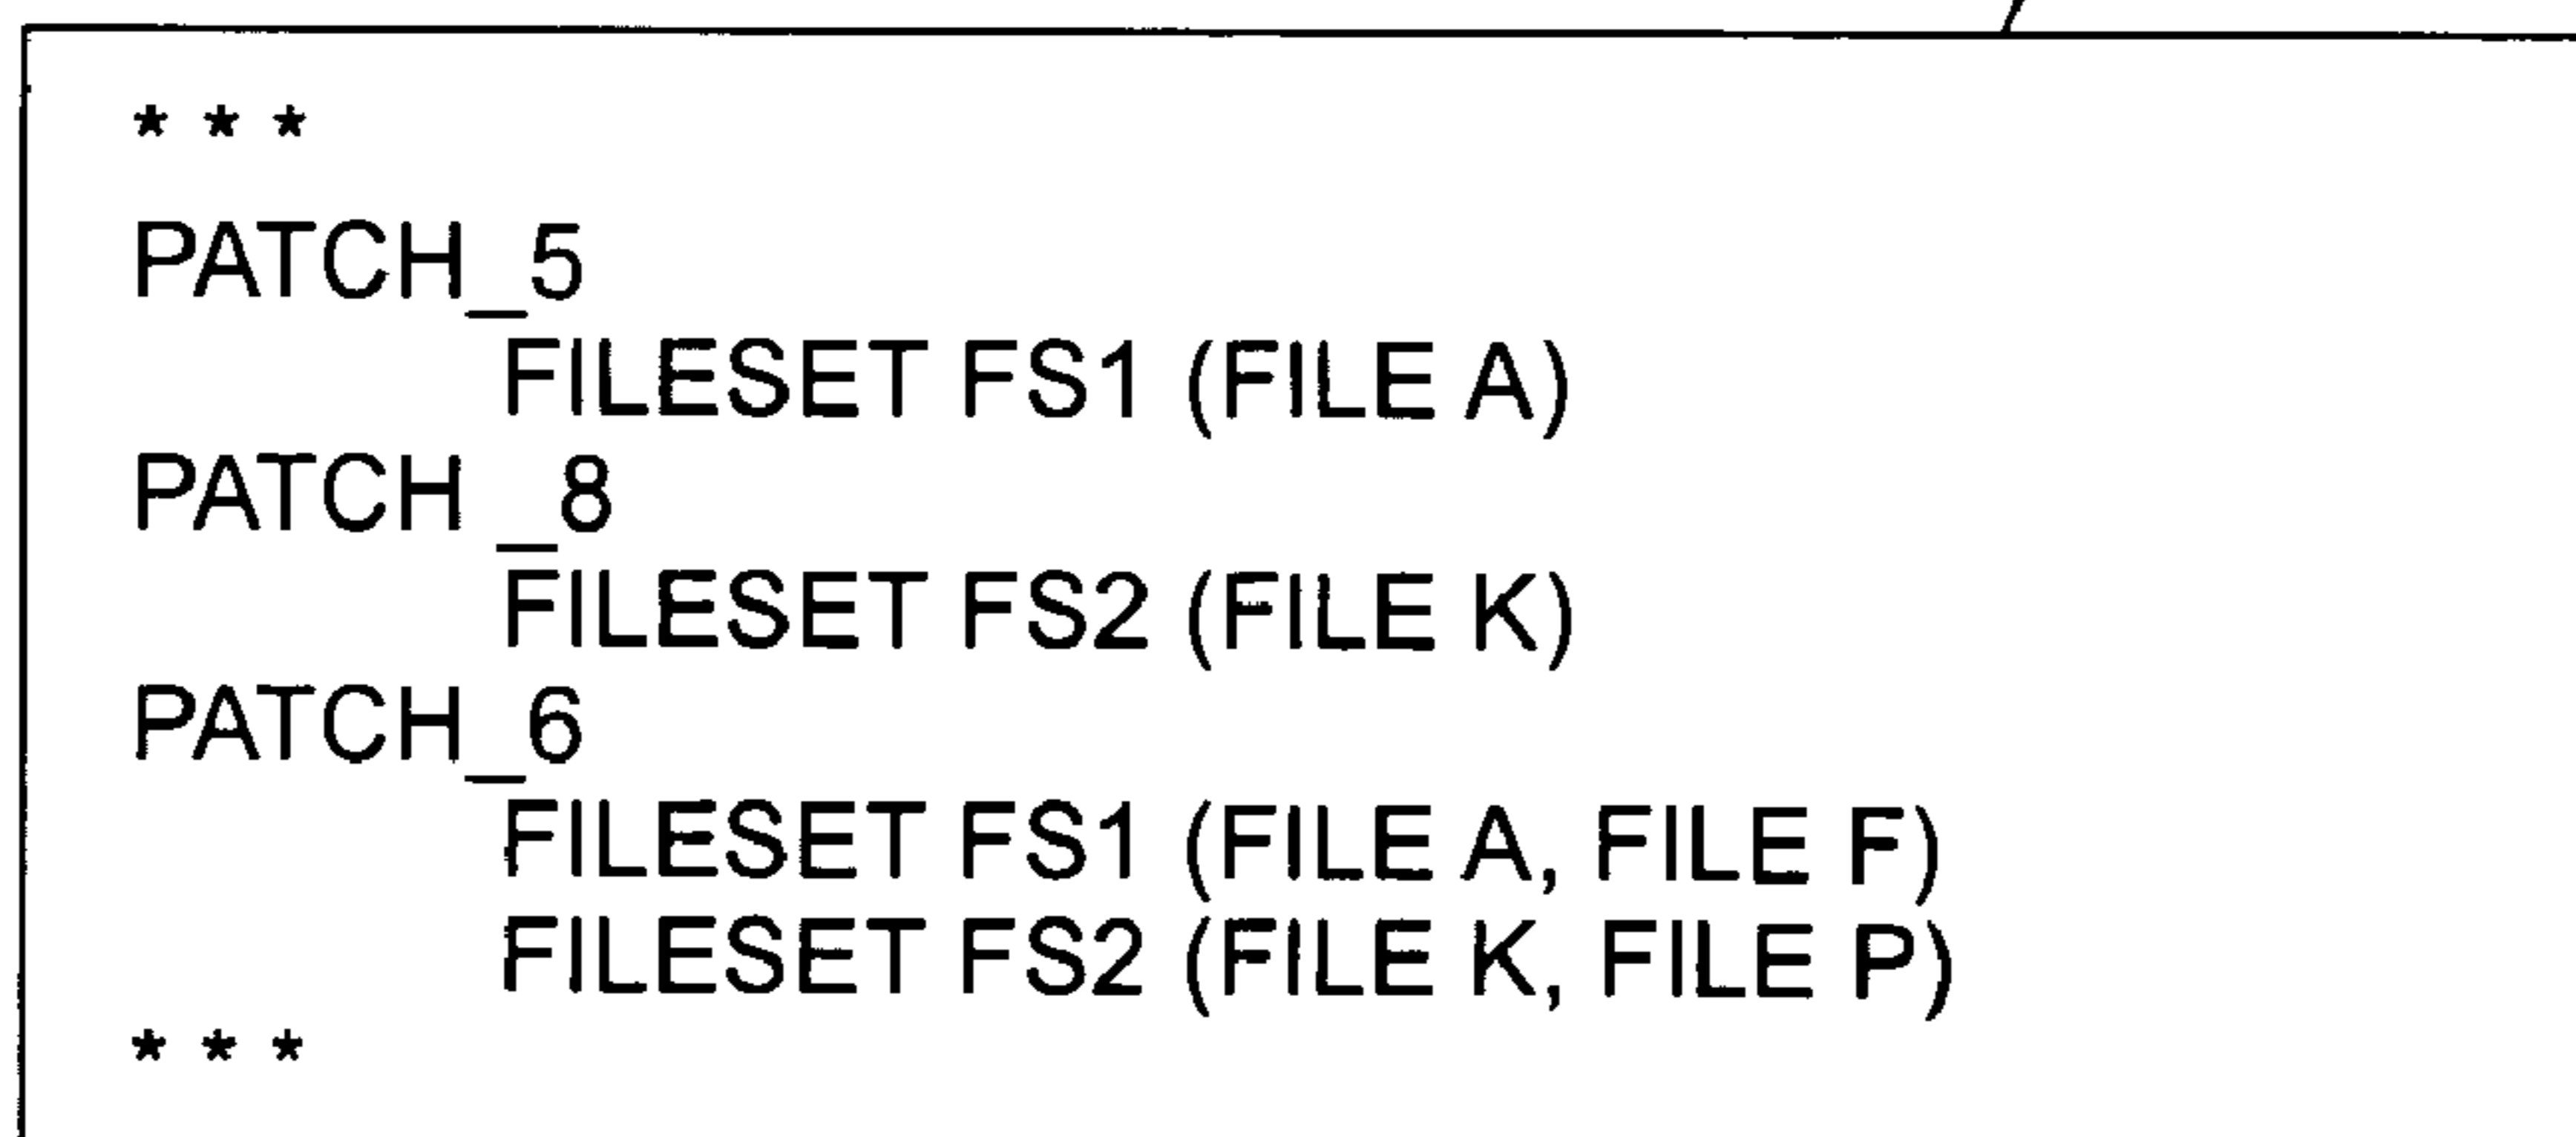 * * *
PATCH_5
FILESET FS1 (FILE A)
PATCH _8
FILESET FS2 (FILE K)
PATCH_6
FILESET FS1 (FILE A, FILE F)
FILESET FS2 (FILE K, FILE P)
* * *